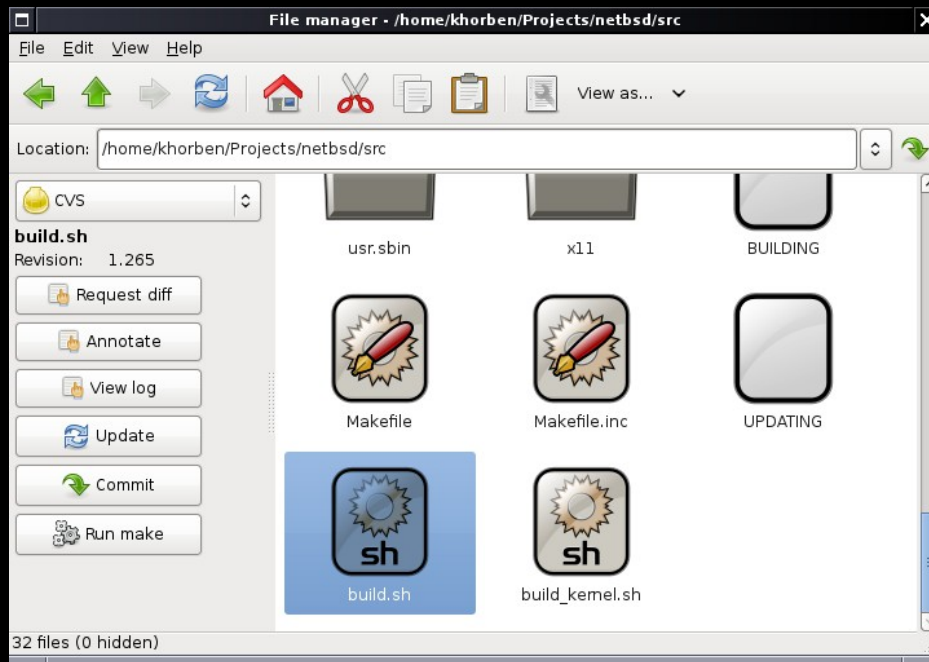 File manager - /home/khorben/Projects/netbsd/src
File Edit View Help
View as...
Location: /home/khorben/Projects/netbsd/src
CVS
build.sh
Revision: 1.265
Request diff
Annotate
View log
Update
Commit
Run make
usr.sbin x11 BUILDING
Makefile Makefile.inc UPDATING
sh sh
build.sh build_kernel.sh
32 files (0 hidden)